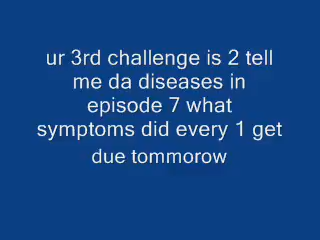 ur 3rd challenge is 2 tell
me da diseases in
episode 7 what
symptoms did every 1 get
due tommorow